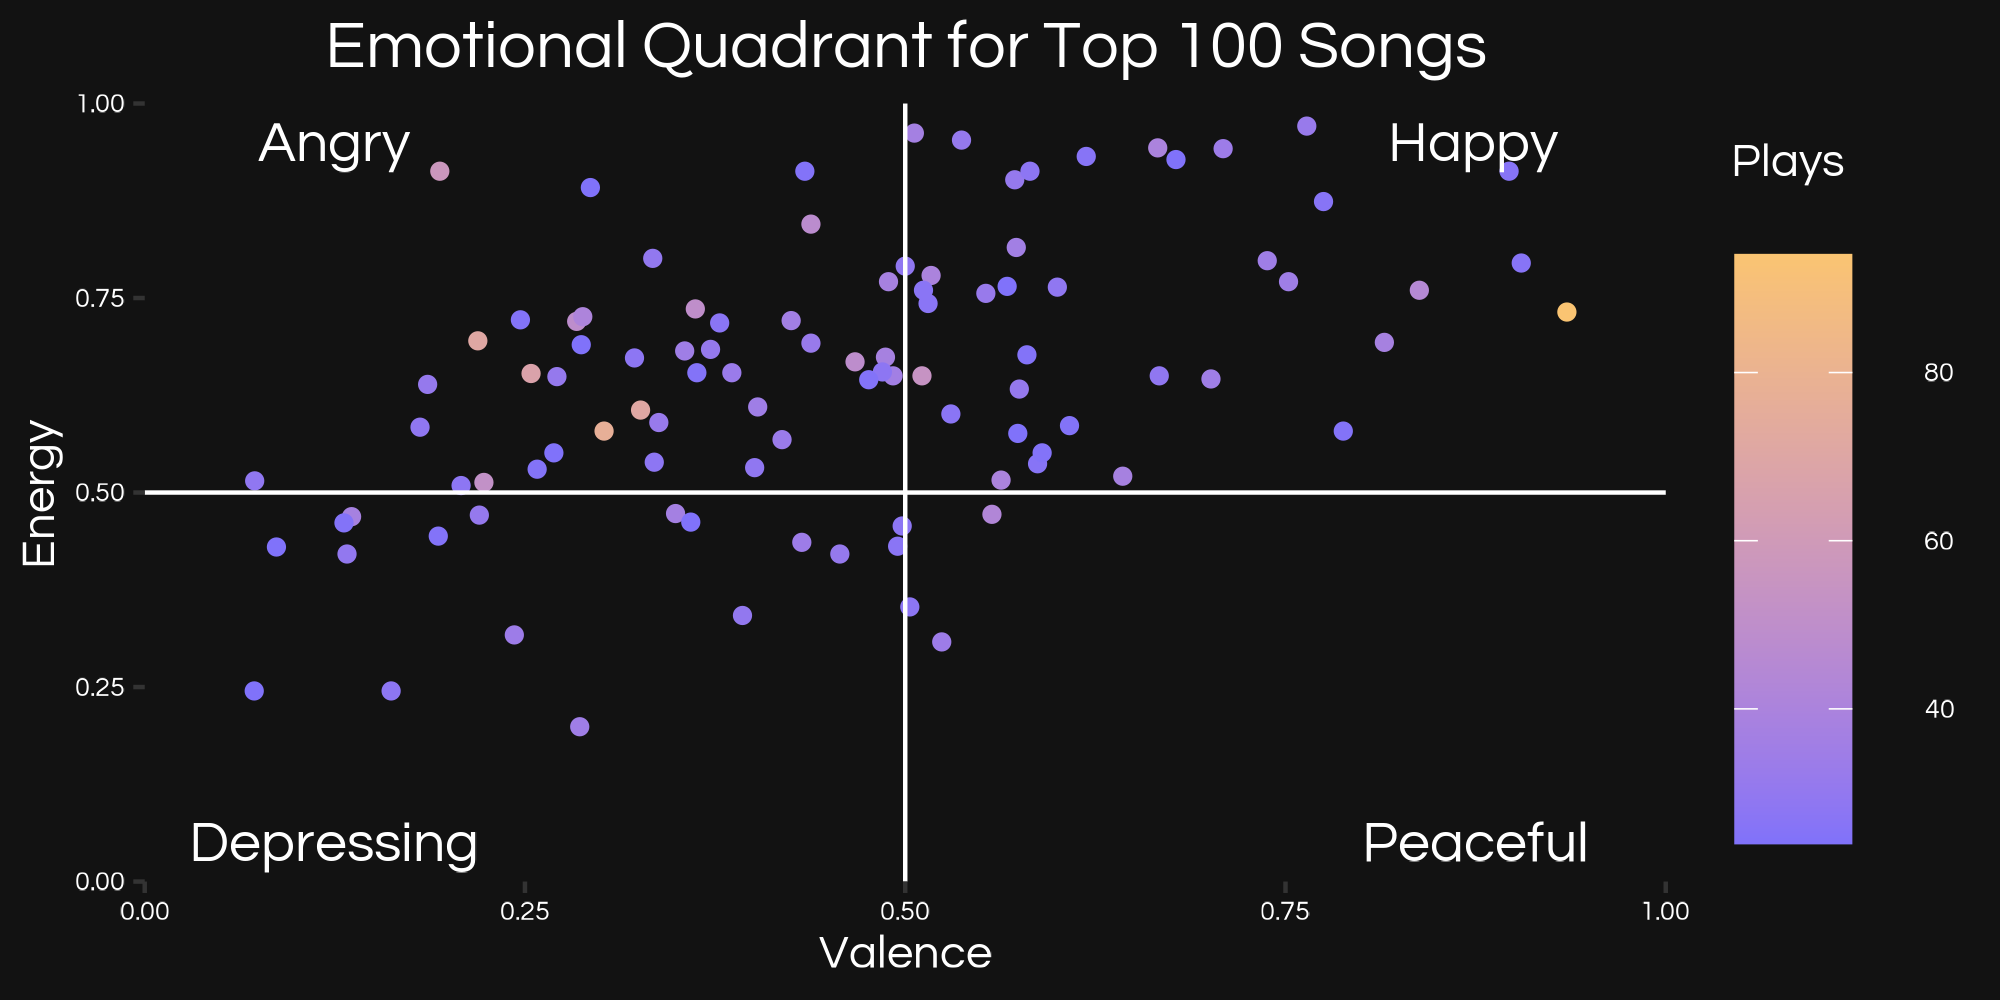 Emotional Quadrant for Top 100 Songs
1.00
Angry
Happy
Plays
0.75
80
60
Energy
0.50
40
0.25
Depressing
Peaceful
0.00
0.00
0.25
0.50
0.75
1.00
Valence